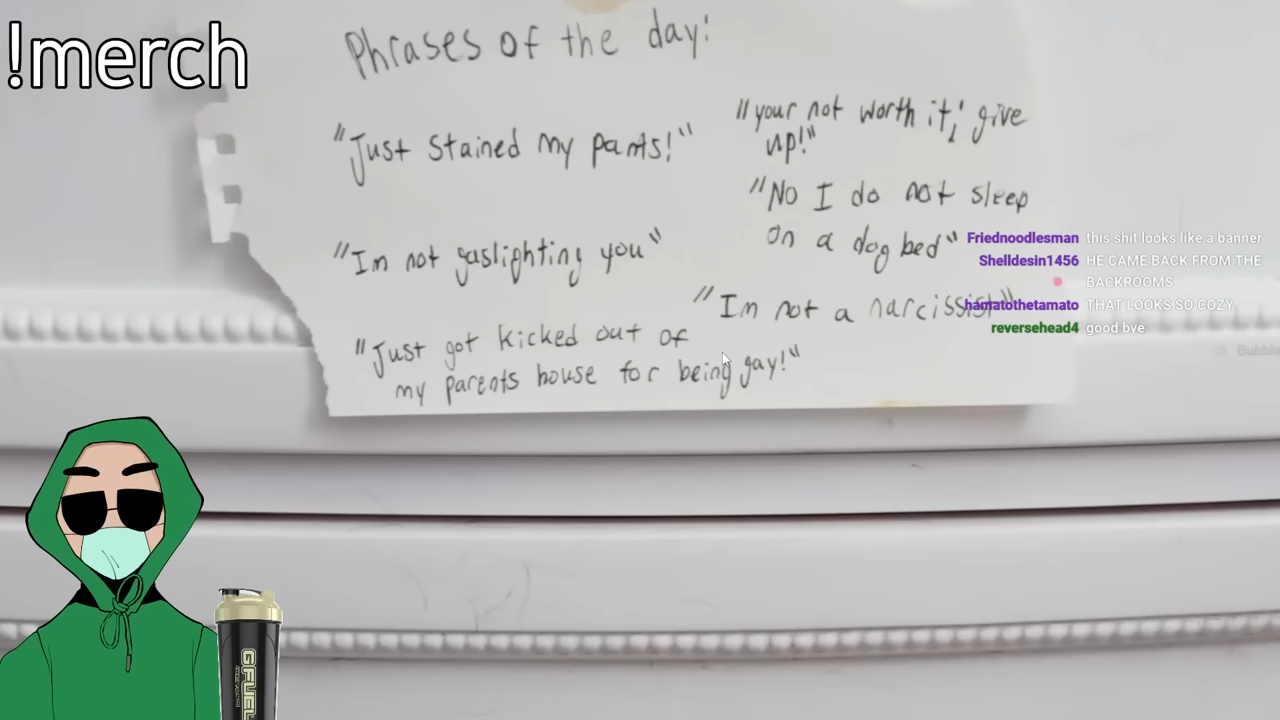 !merch
Phrases of the day!
"Just stained my pants!"
"Im not gaslighting you"
"Just got kicked out of
my parents house for being gay!"
"your not worth it, give
up!"
"No I do not sleep
on a dog bed"
"Im not a narcissist"
Friednoodlesman this shit looks like a banner
Shelldesin1456 HE CAME BACK FROM THE
BACKROOMS
hamatothetamato THAT LOOKS SO COZY
reversehead4 good bye
GFUEL